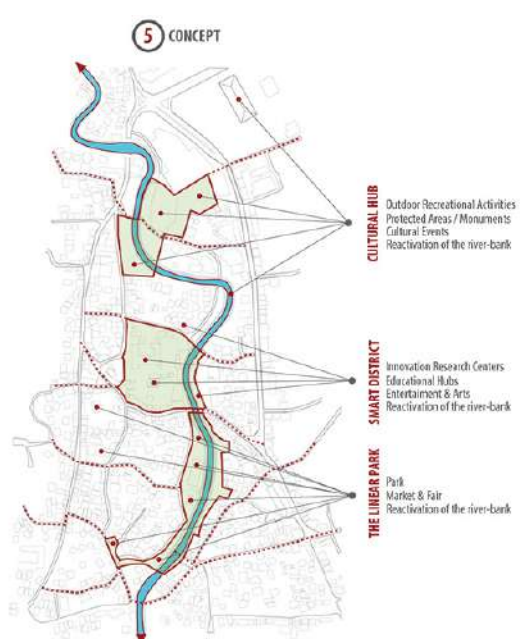 5 CONCEPT
CULTURAL HUB
Outdoor Recreational Activities
Protected Areas / Monuments
Cultural Events
Reactivation of the river-bank
SMART DISTRICT
Innovation Research Centers
Educational Hubs
Entertaiment & Arts
Reactivation of the river-bank
THE LINEAR PARK
Park
Market & Fair
Reactivation of the river-bank